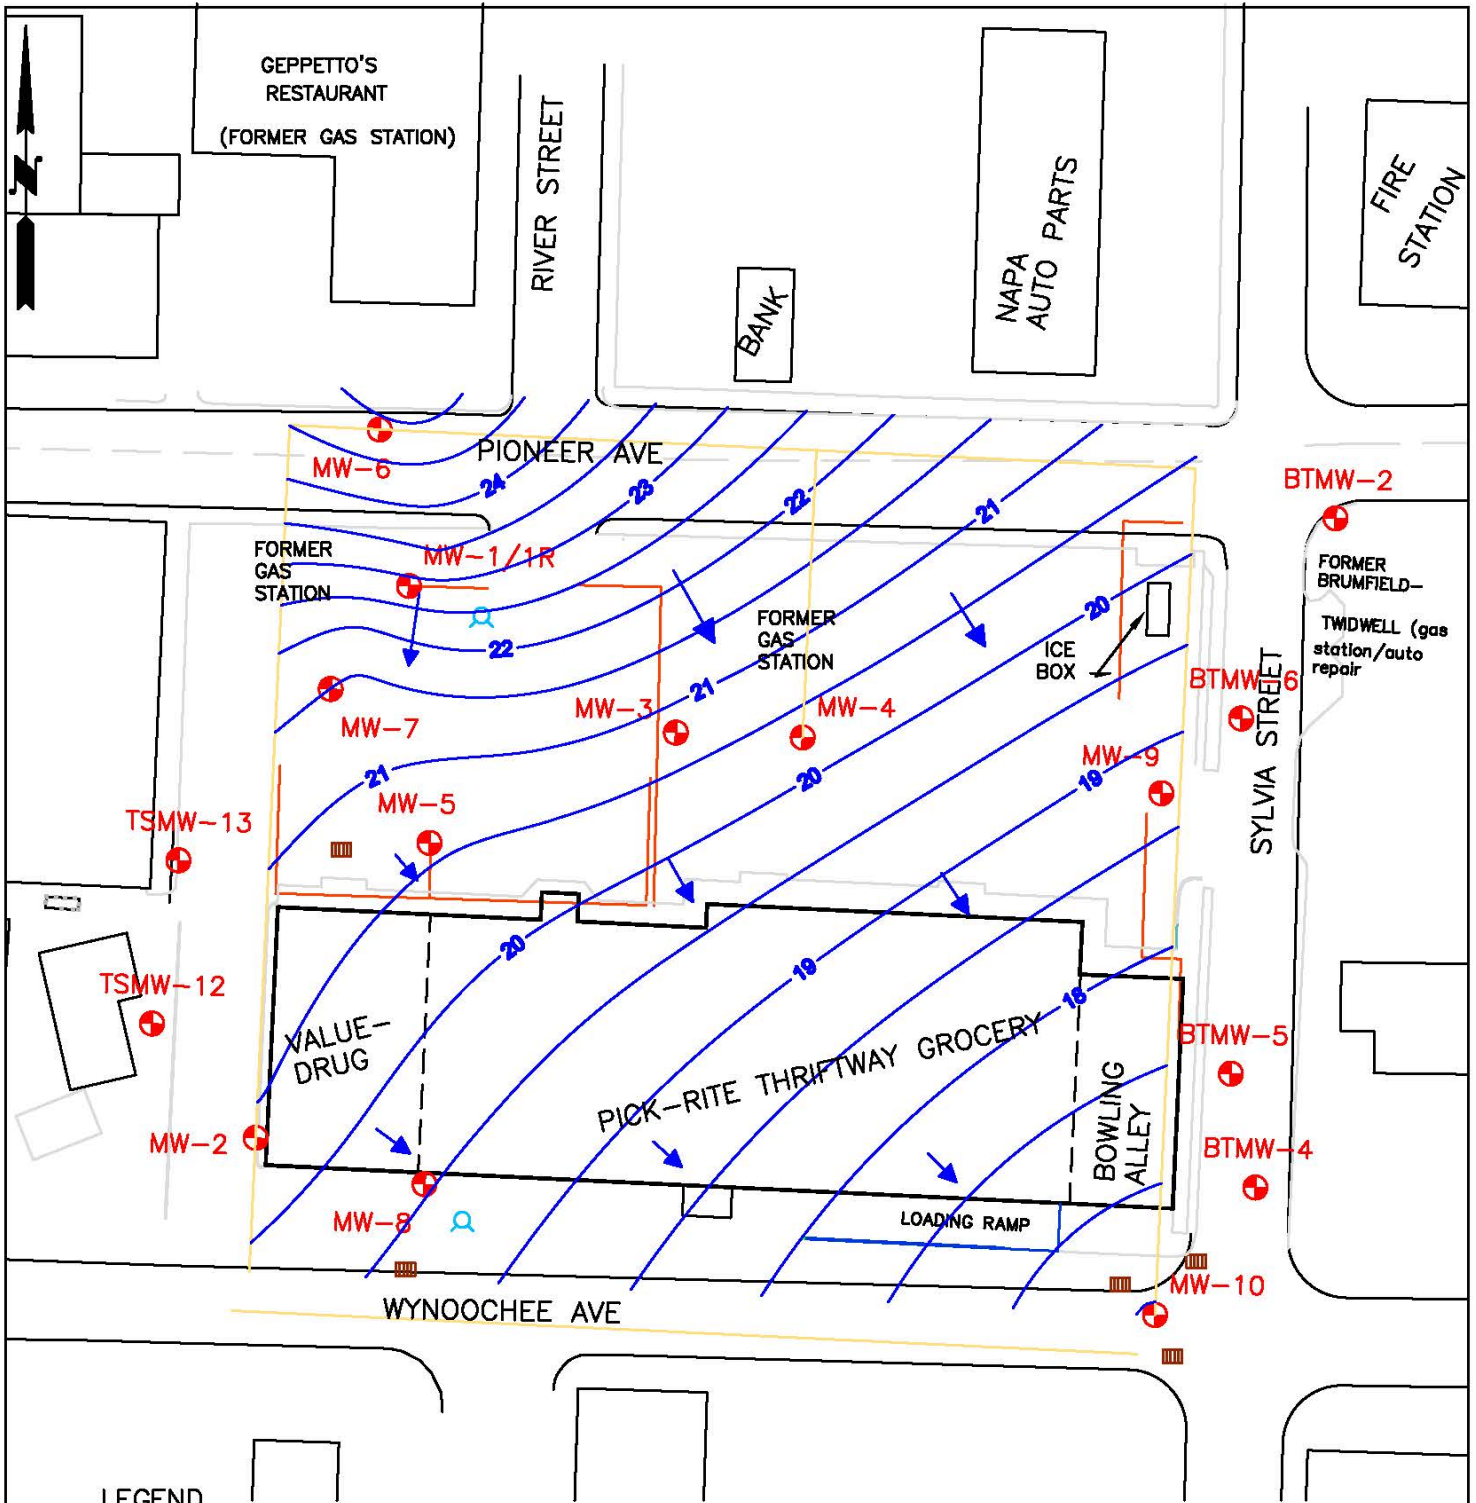 GEPPETTO'S
RESTAURANT
(FORMER GAS STATION)
N
RIVER STREET
BANK
NAPA
AUTO PARTS
FIRE
STATION
PIONEER AVE
MW-6
BTMW-2
24
23
22
21
FORMER
GAS
STATION
MW-1/1R
FORMER
BRUMFIELD-
TWIDWELL (gas
station/auto
repair
20
22
FORMER
GAS
STATION
ICE
BOX
21
MW-7
MW-3
MW-4
BTMW-6
SYLVIA STREET
MW-9
21
20
19
MW-5
TSMW-13
20
19
18
TSMW-12
VALUE-
DRUG
PICK-RITE THRIFTWAY GROCERY
BOWLING
ALLEY
BTMW-5
MW-2
BTMW-4
MW-8
LOADING RAMP
MW-10
WYNOOCHEE AVE
LEGEND